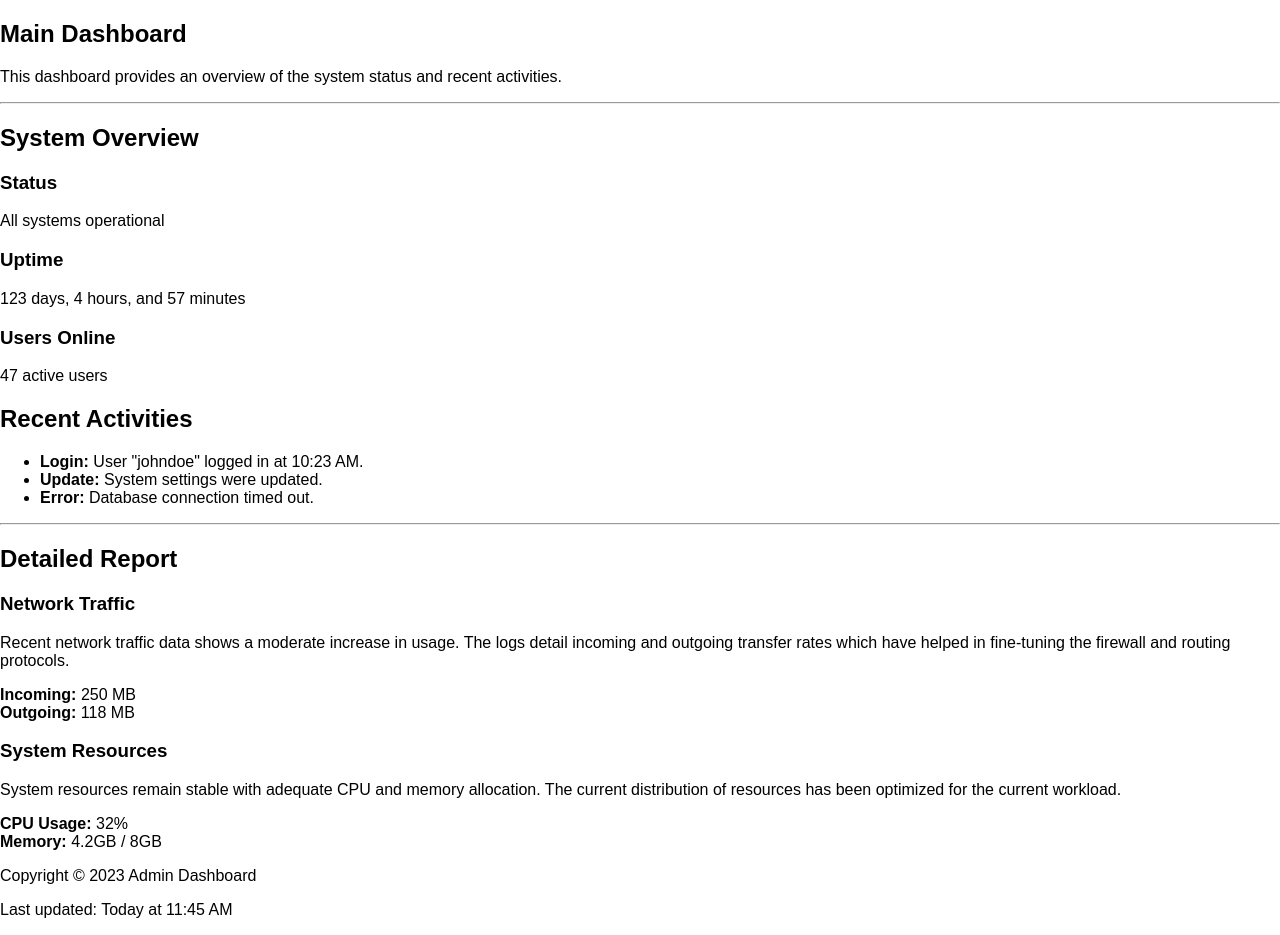 Main Dashboard
This dashboard provides an overview of the system status and recent activities.
System Overview
Status
All systems operational
Uptime
123 days, 4 hours, and 57 minutes
Users Online
47 active users
Recent Activities
• Login: User "johndoe" logged in at 10:23 AM.
• Update: System settings were updated.
• Error: Database connection timed out.
Detailed Report
Network Traffic
Recent network traffic data shows a moderate increase in usage. The logs detail incoming and outgoing transfer rates which have helped in fine-tuning the firewall and routing
protocols.
Incoming: 250 MB
Outgoing: 118 MB
System Resources
System resources remain stable with adequate CPU and memory allocation. The current distribution of resources has been optimized for the current workload.
CPU Usage: 32%
Memory: 4.2GB / 8GB
Copyright © 2023 Admin Dashboard
Last updated: Today at 11:45 AM